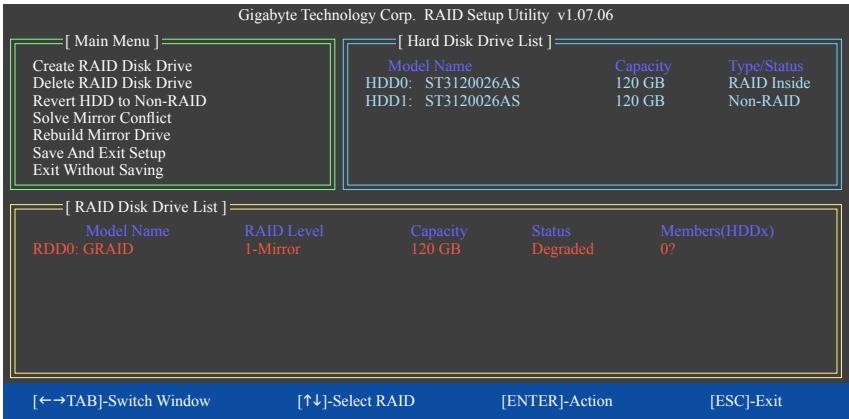 Gigabyte Technology Corp. RAID Setup Utility v1.07.06
[ Main Menu ]
Create RAID Disk Drive
Delete RAID Disk Drive
Revert HDD to Non-RAID
Solve Mirror Conflict
Rebuild Mirror Drive
Save And Exit Setup
Exit Without Saving
[ Hard Disk Drive List ]
Model Name Capacity Type/Status
HDD0: ST3120026AS 120 GB RAID Inside
HDD1: ST3120026AS 120 GB Non-RAID
[ RAID Disk Drive List ]
Model Name RAID Level Capacity Status Members(HDDx)
RDD0: GRAID 1-Mirror 120 GB Degraded 0?
[←→TAB]-Switch Window [↑↓]-Select RAID [ENTER]-Action [ESC]-Exit